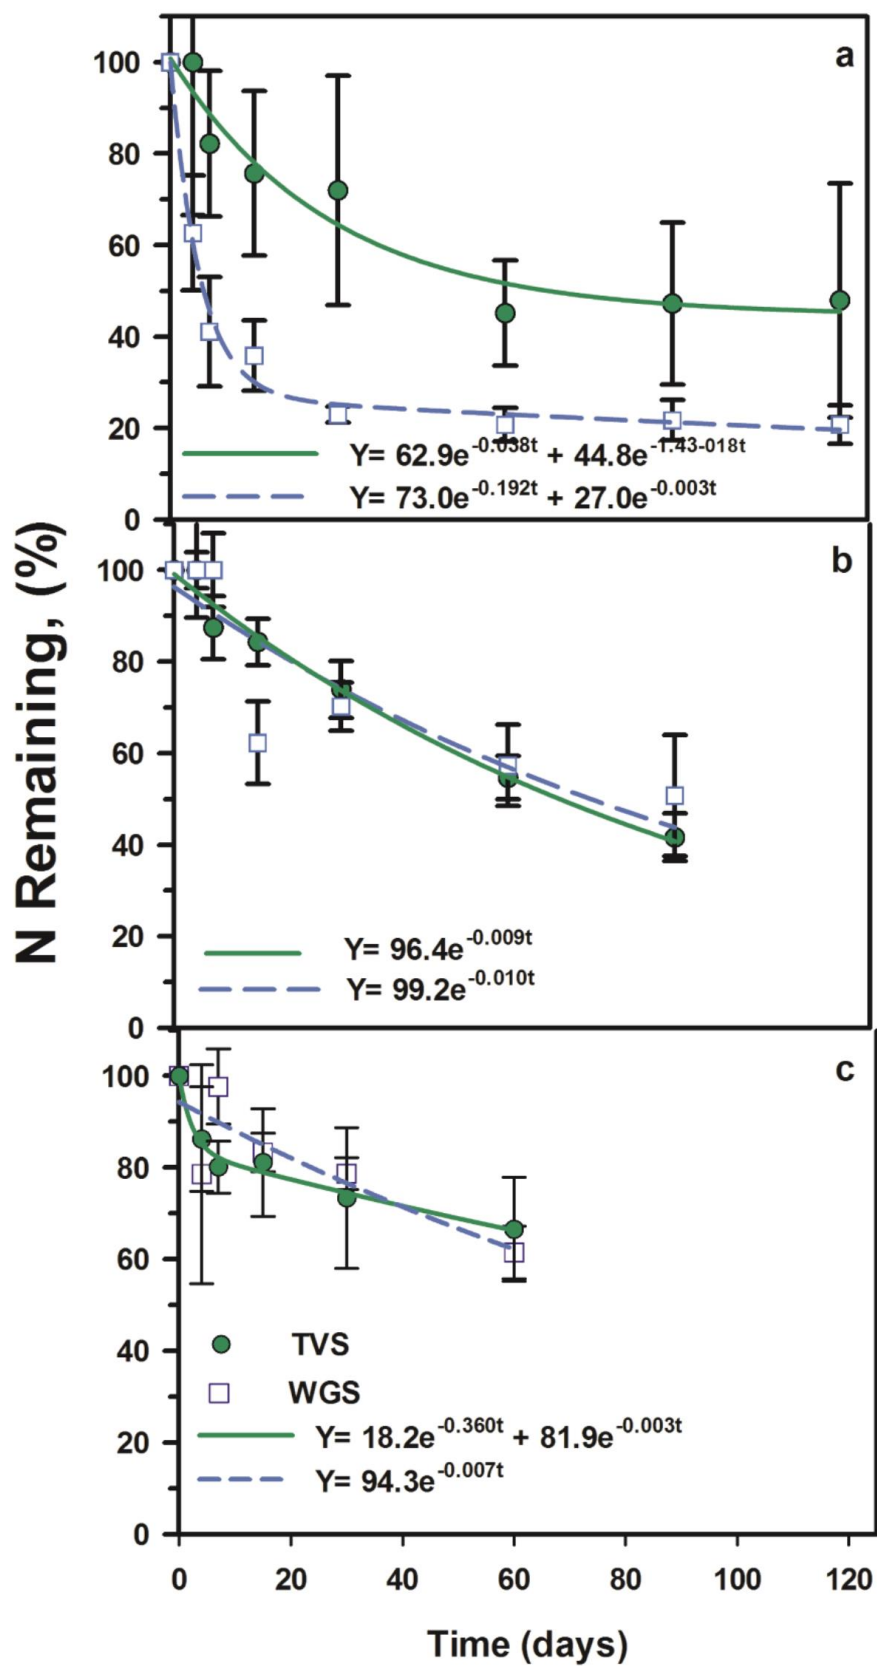 a
100
80
60
40
20
0
Y= 62.9e^-0.038t + 44.8e^-1.43-018t
Y= 73.0e^-0.192t + 27.0e^-0.003t
N Remaining, (%)
b
100
80
60
40
20
0
Y= 96.4e^-0.009t
Y= 99.2e^-0.010t
c
100
80
60
40
20
0
TVS
WGS
Y= 18.2e^-0.360t + 81.9e^-0.003t
Y= 94.3e^-0.007t
0 20 40 60 80 100 120
Time (days)